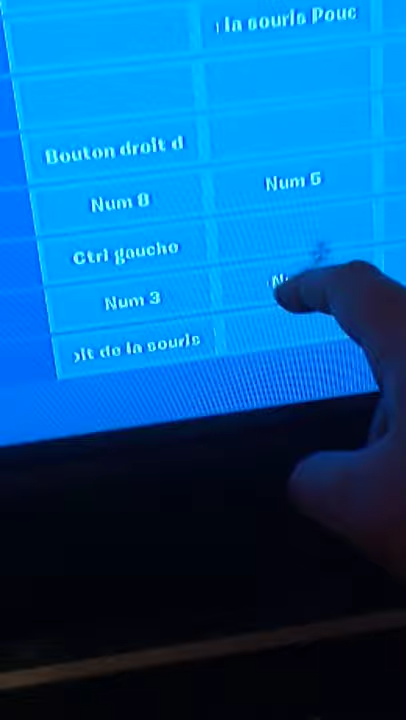 la souris Pouc
Bouton droit d
Num 8
Num 5
Ctrl gauche
Num 3
oit de la souris